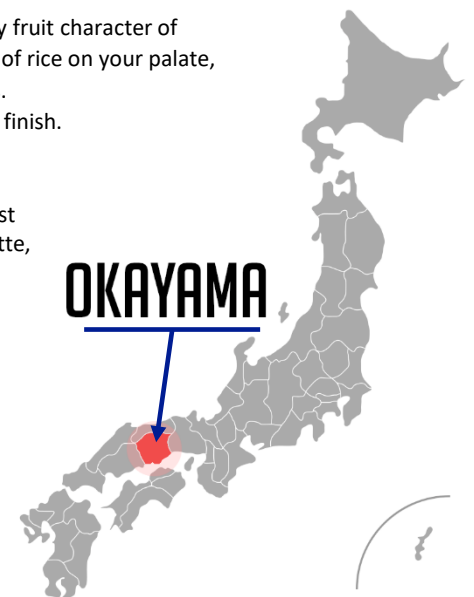 y fruit character of
of rice on your palate,
.
finish.
st
tte,
OKAYAMA